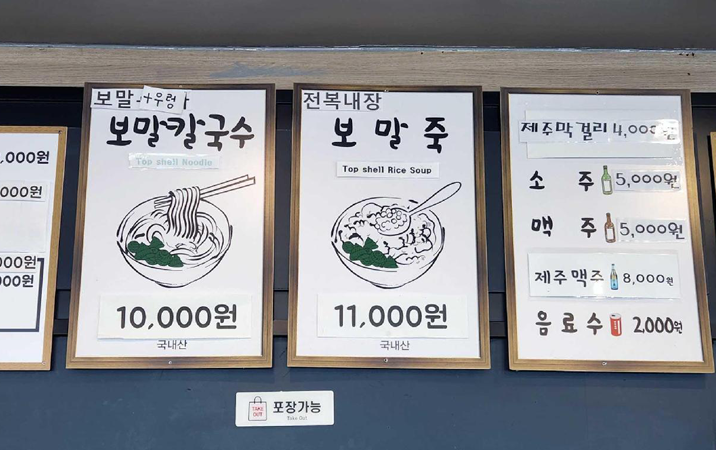 ,000원
,000원
000원
000원
보말+우렁
보말칼국수
Top shell Noodle
10,000원
국내산
전복내장
보말죽
Top shell Rice Soup
11,000원
국내산
제주막걸리 4,000원
소주 5,000원
맥주 5,000원
제주맥주 8,000원
음료수 2,000원
TAKE OUT
포장가능
Take Out